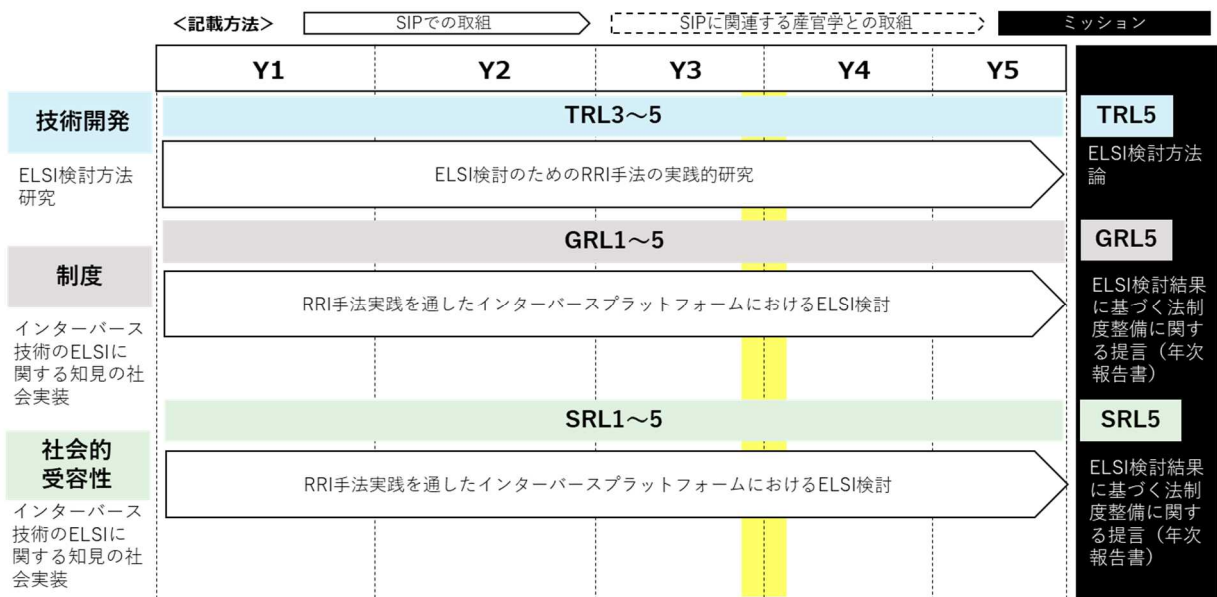 <記載方法>
SIPでの取組
SIPに関連する産官学との取組
ミッション
Y1
Y2
Y3
Y4
Y5
技術開発
ELSI検討方法
研究
TRL3～5
ELSI検討のためのRRI手法の実践的研究
TRL5
ELSI検討方法
論
制度
インターバース
技術のELSIに
関する知見の社
会実装
GRL1～5
RRI手法実践を通したインターバースプラットフォームにおけるELSI検討
GRL5
ELSI検討結果
に基づく法制
度整備に関す
る提言（年次
報告書）
社会的
受容性
インターバース
技術のELSIに
関する知見の社
会実装
SRL1～5
RRI手法実践を通したインターバースプラットフォームにおけるELSI検討
SRL5
ELSI検討結果
に基づく法制
度整備に関す
る提言（年次
報告書）